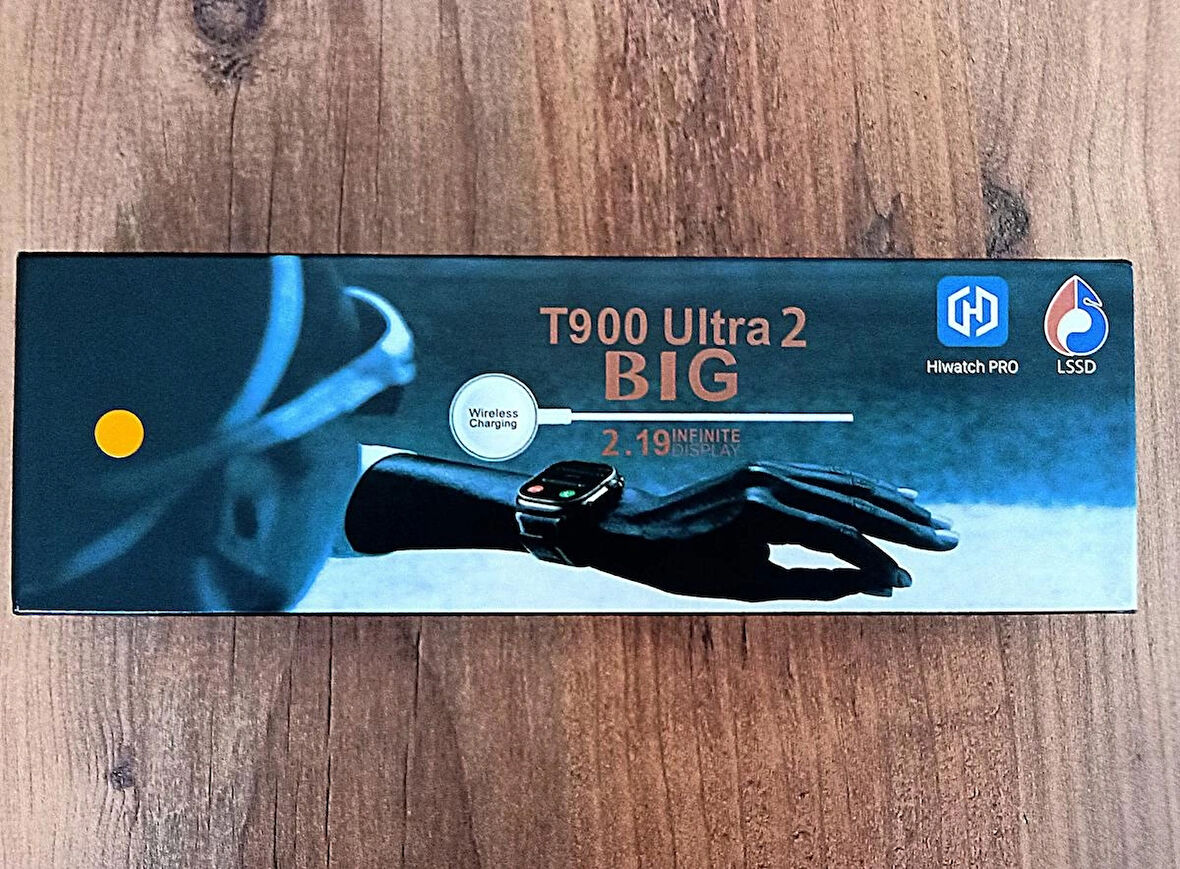 T900 Ultra 2
BIG
Wireless
Charging
2.19 INFINITE
DISPLAY
HIwatch PRO
LSSD